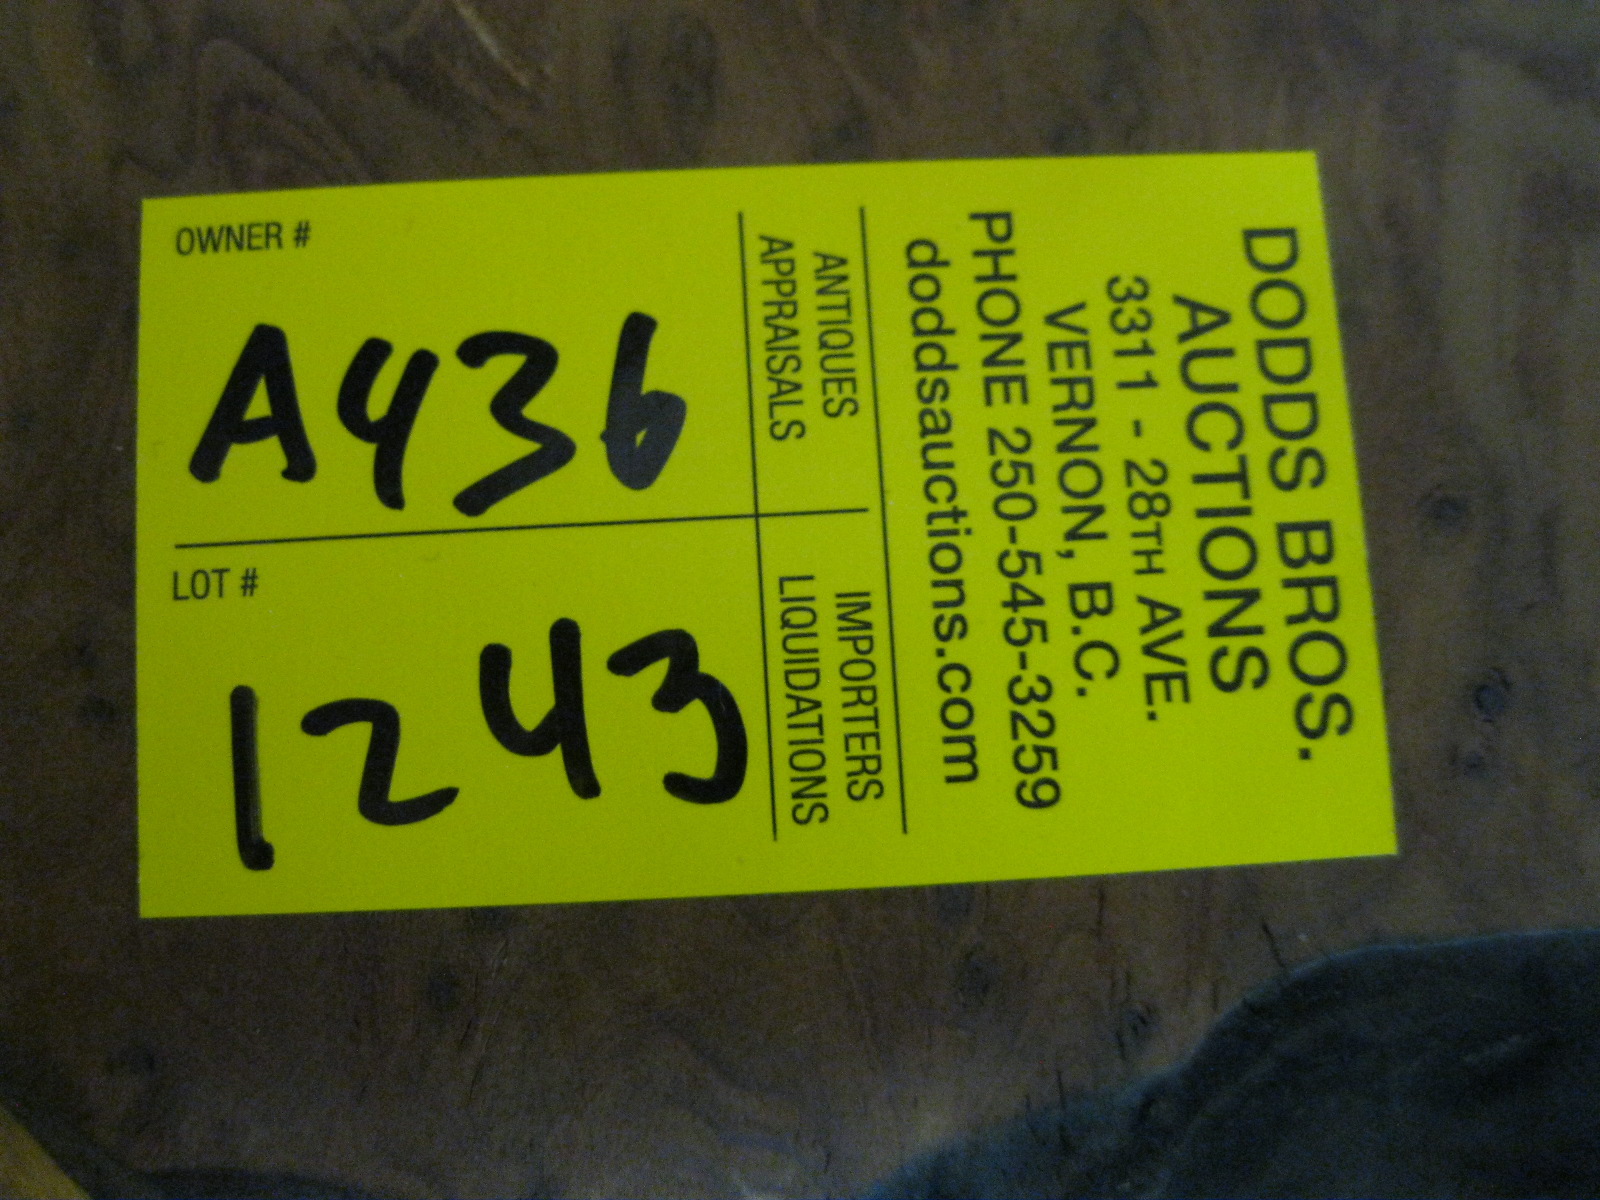 OWNER #
A436
LOT #
1243
ANTIQUES
APPRAISALS
IMPORTERS
LIQUIDATIONS
DODDS BROS.
AUCTIONS
3311 - 28TH AVE.
VERNON, B.C.
PHONE 250-545-3259
doddsauctions.com